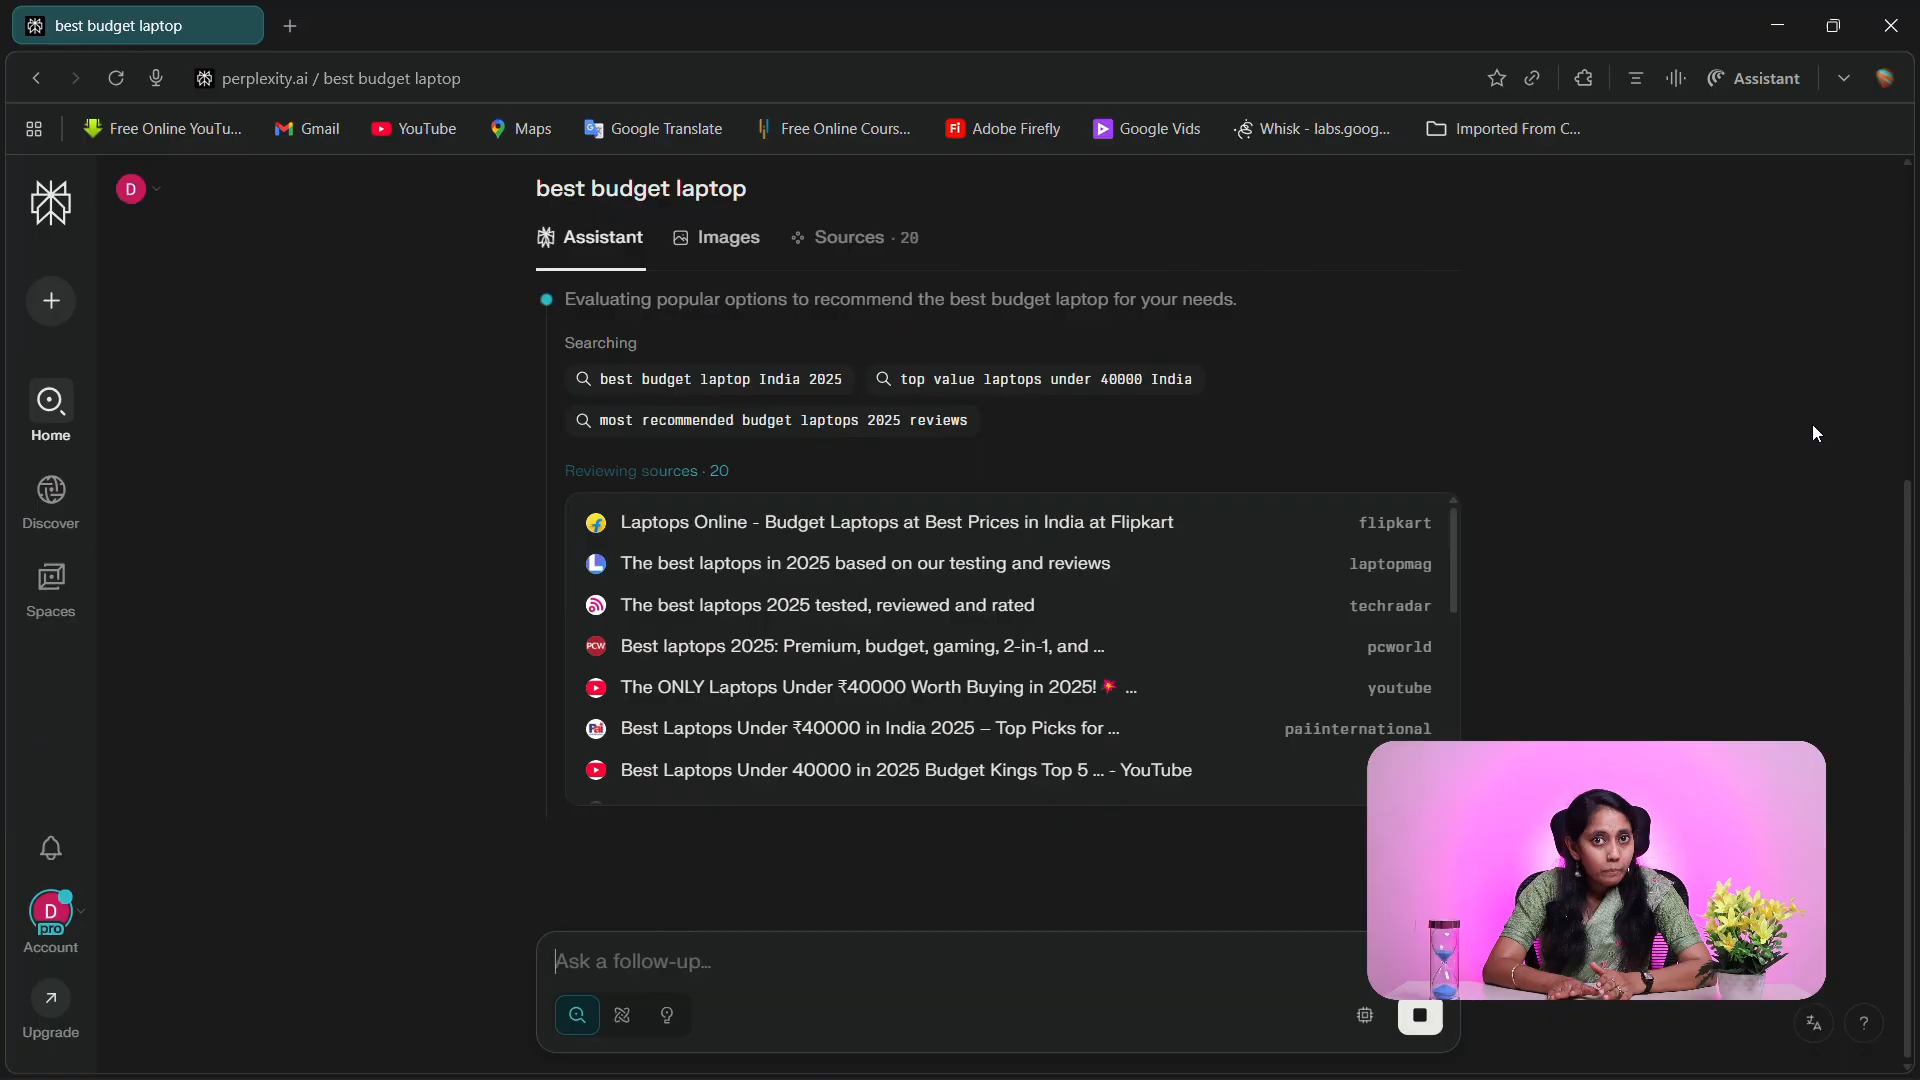 best budget laptop
perplexity.ai / best budget laptop
Assistant
Free Online YouTu...
Gmail
YouTube
Maps
Google Translate
Free Online Cours...
Adobe Firefly
Google Vids
Whisk - labs.goog...
Imported From C...
D
best budget laptop
Assistant
Images
Sources · 20
Evaluating popular options to recommend the best budget laptop for your needs.
Searching
best budget laptop India 2025
top value laptops under 40000 India
most recommended budget laptops 2025 reviews
Reviewing sources · 20
Laptops Online - Budget Laptops at Best Prices in India at Flipkart flipkart
The best laptops in 2025 based on our testing and reviews laptopmag
The best laptops 2025 tested, reviewed and rated techradar
PCW Best laptops 2025: Premium, budget, gaming, 2-in-1, and ... pcworld
The ONLY Laptops Under ₹40000 Worth Buying in 2025! 💥 ... youtube
Pai Best Laptops Under ₹40000 in India 2025 – Top Picks for ... paiinternational
Best Laptops Under 40000 in 2025 Budget Kings Top 5 ... - YouTube
Home
Discover
Spaces
D
pro
Account
Upgrade
Ask a follow-up...
?